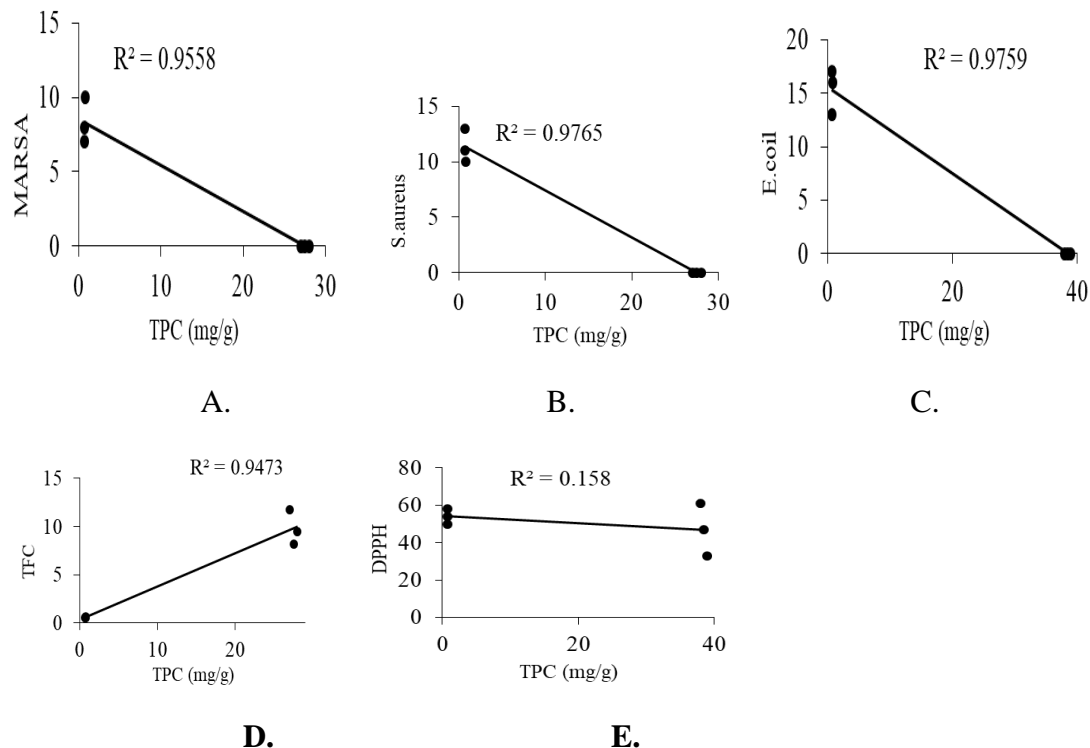 15
R² = 0.9558
10
MARSA
5
0
0 10 20 30
TPC (mg/g)
A.
15
R² = 0.9765
10
S.aureus
5
0
0 10 20 30
TPC (mg/g)
B.
20
R² = 0.9759
15
10
E.coil
5
0
0 20 40
TPC (mg/g)
C.
R² = 0.9473
15
10
TFC
5
0
0 10 20
TPC (mg/g)
D.
80
R² = 0.158
60
40
DPPH
20
0
0 20 40
TPC (mg/g)
E.